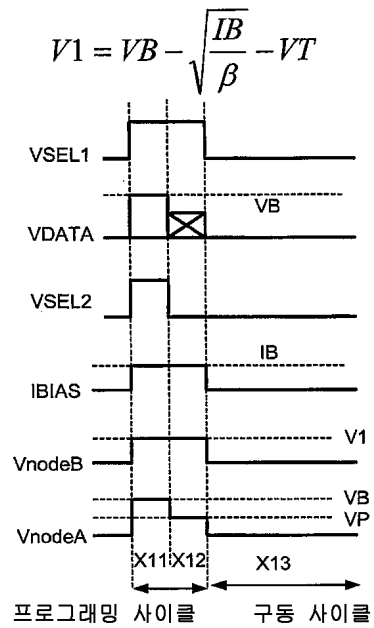 V1 = VB - √(IB/β) - VT
VSEL1
VB
VDATA
VSEL2
IB
IBIAS
V1
VnodeB
VB
VP
VnodeA
X11 X12 X13
프로그래밍 사이클 구동 사이클